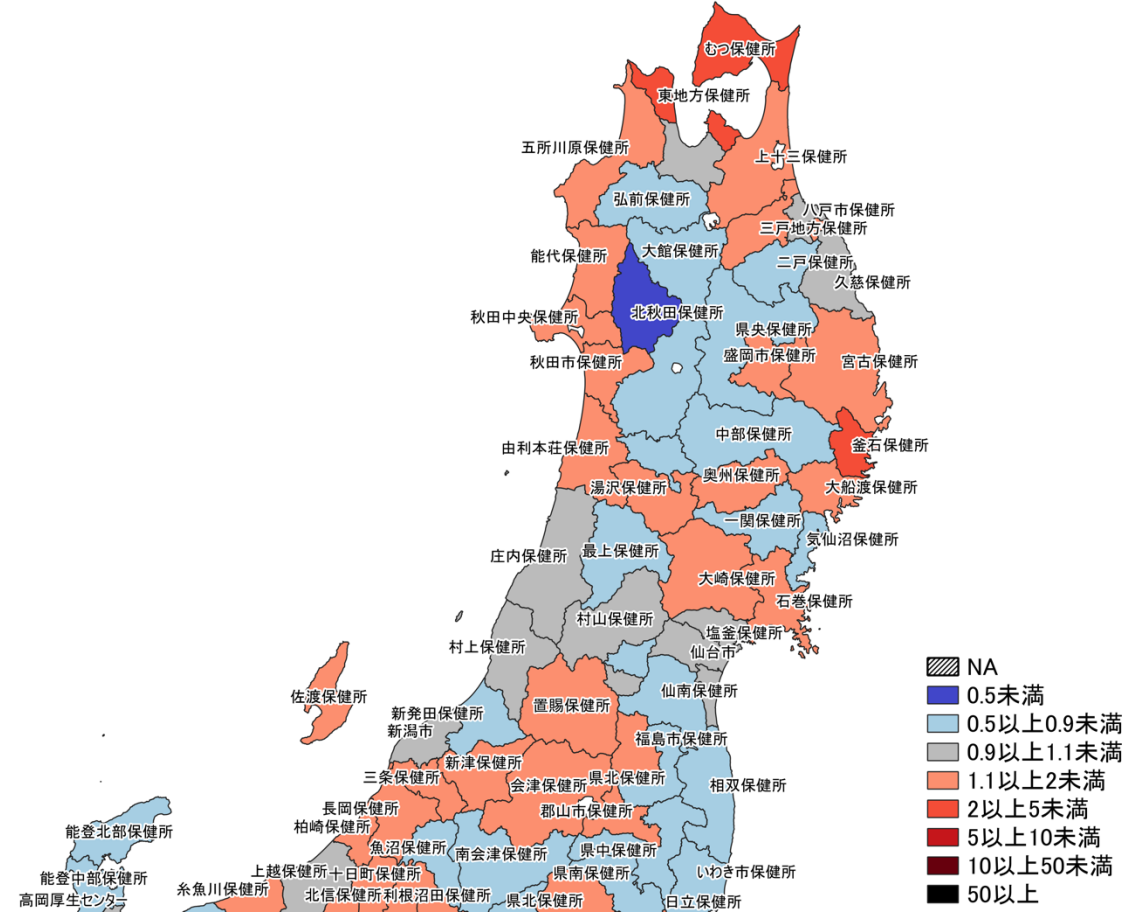 むつ保健所
東地方保健所
五所川原保健所
上十三保健所
弘前保健所
八戸市保健所
三戸地方保健所
能代保健所
大館保健所
二戸保健所
久慈保健所
北秋田保健所
秋田中央保健所
県央保健所
盛岡市保健所
秋田市保健所
宮古保健所
中部保健所
釜石保健所
由利本荘保健所
奥州保健所
湯沢保健所
大船渡保健所
一関保健所
気仙沼保健所
庄内保健所
最上保健所
大崎保健所
石巻保健所
村山保健所
塩釜保健所
仙台市
村上保健所
仙南保健所
佐渡保健所
置賜保健所
新発田保健所
新潟市
福島市保健所
新津保健所
三条保健所
会津保健所
県北保健所
相双保健所
長岡保健所
郡山市保健所
柏崎保健所
能登北部保健所
魚沼保健所
南会津保健所
県中保健所
上越保健所
十日町保健所
県南保健所
いわき市保健所
能登中部保健所
糸魚川保健所
北信保健所
利根沼田保健所
県北保健所
日立保健所
高岡厚生センター
NA
0.5未満
0.5以上0.9未満
0.9以上1.1未満
1.1以上2未満
2以上5未満
5以上10未満
10以上50未満
50以上